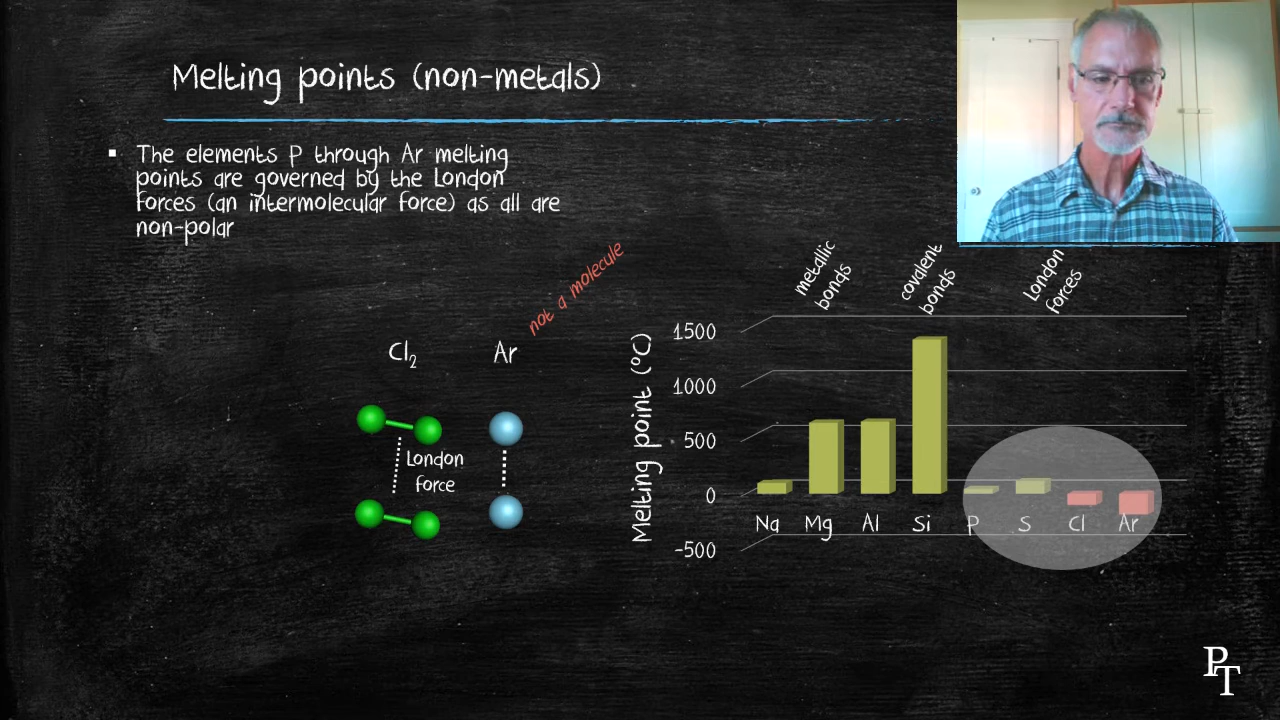 Melting points (non-metals)
▪ The elements P through Ar melting
points are governed by the London
forces (an intermolecular force) as all are
non-polar
not a molecule
Cl₂
Ar
London
force
metallic
bonds
covalent
bonds
London
forces
Melting point (°C)
1500
1000
500
0
-500
Na Mg Al Si P S Cl Ar
PT